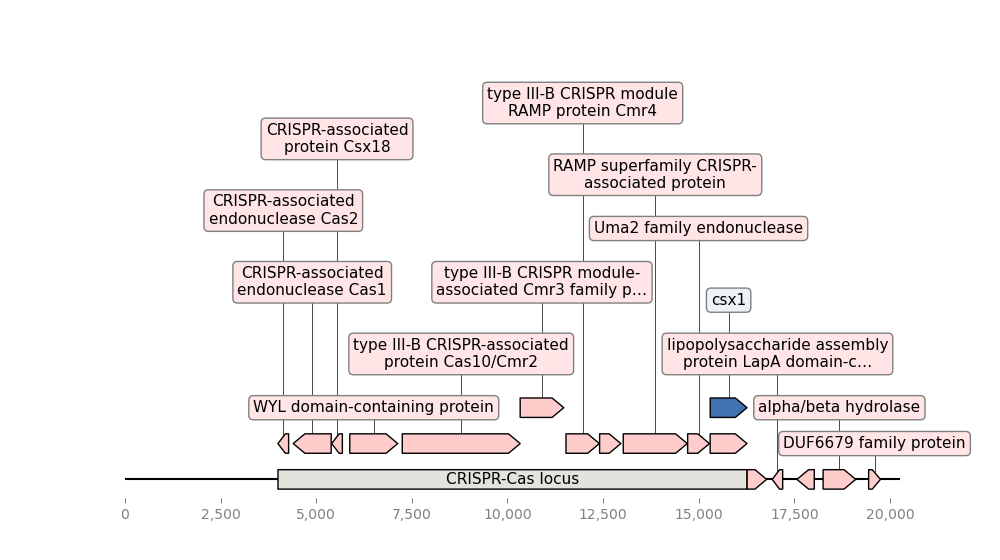 type III-B CRISPR module
RAMP protein Cmr4
CRISPR-associated
protein Csx18
RAMP superfamily CRISPR-
associated protein
CRISPR-associated
endonuclease Cas2
Uma2 family endonuclease
CRISPR-associated
endonuclease Cas1
type III-B CRISPR module-
associated Cmr3 family p...
csx1
type III-B CRISPR-associated
protein Cas10/Cmr2
lipopolysaccharide assembly
protein LapA domain-c...
WYL domain-containing protein
alpha/beta hydrolase
DUF6679 family protein
CRISPR-Cas locus
0 2,500 5,000 7,500 10,000 12,500 15,000 17,500 20,000